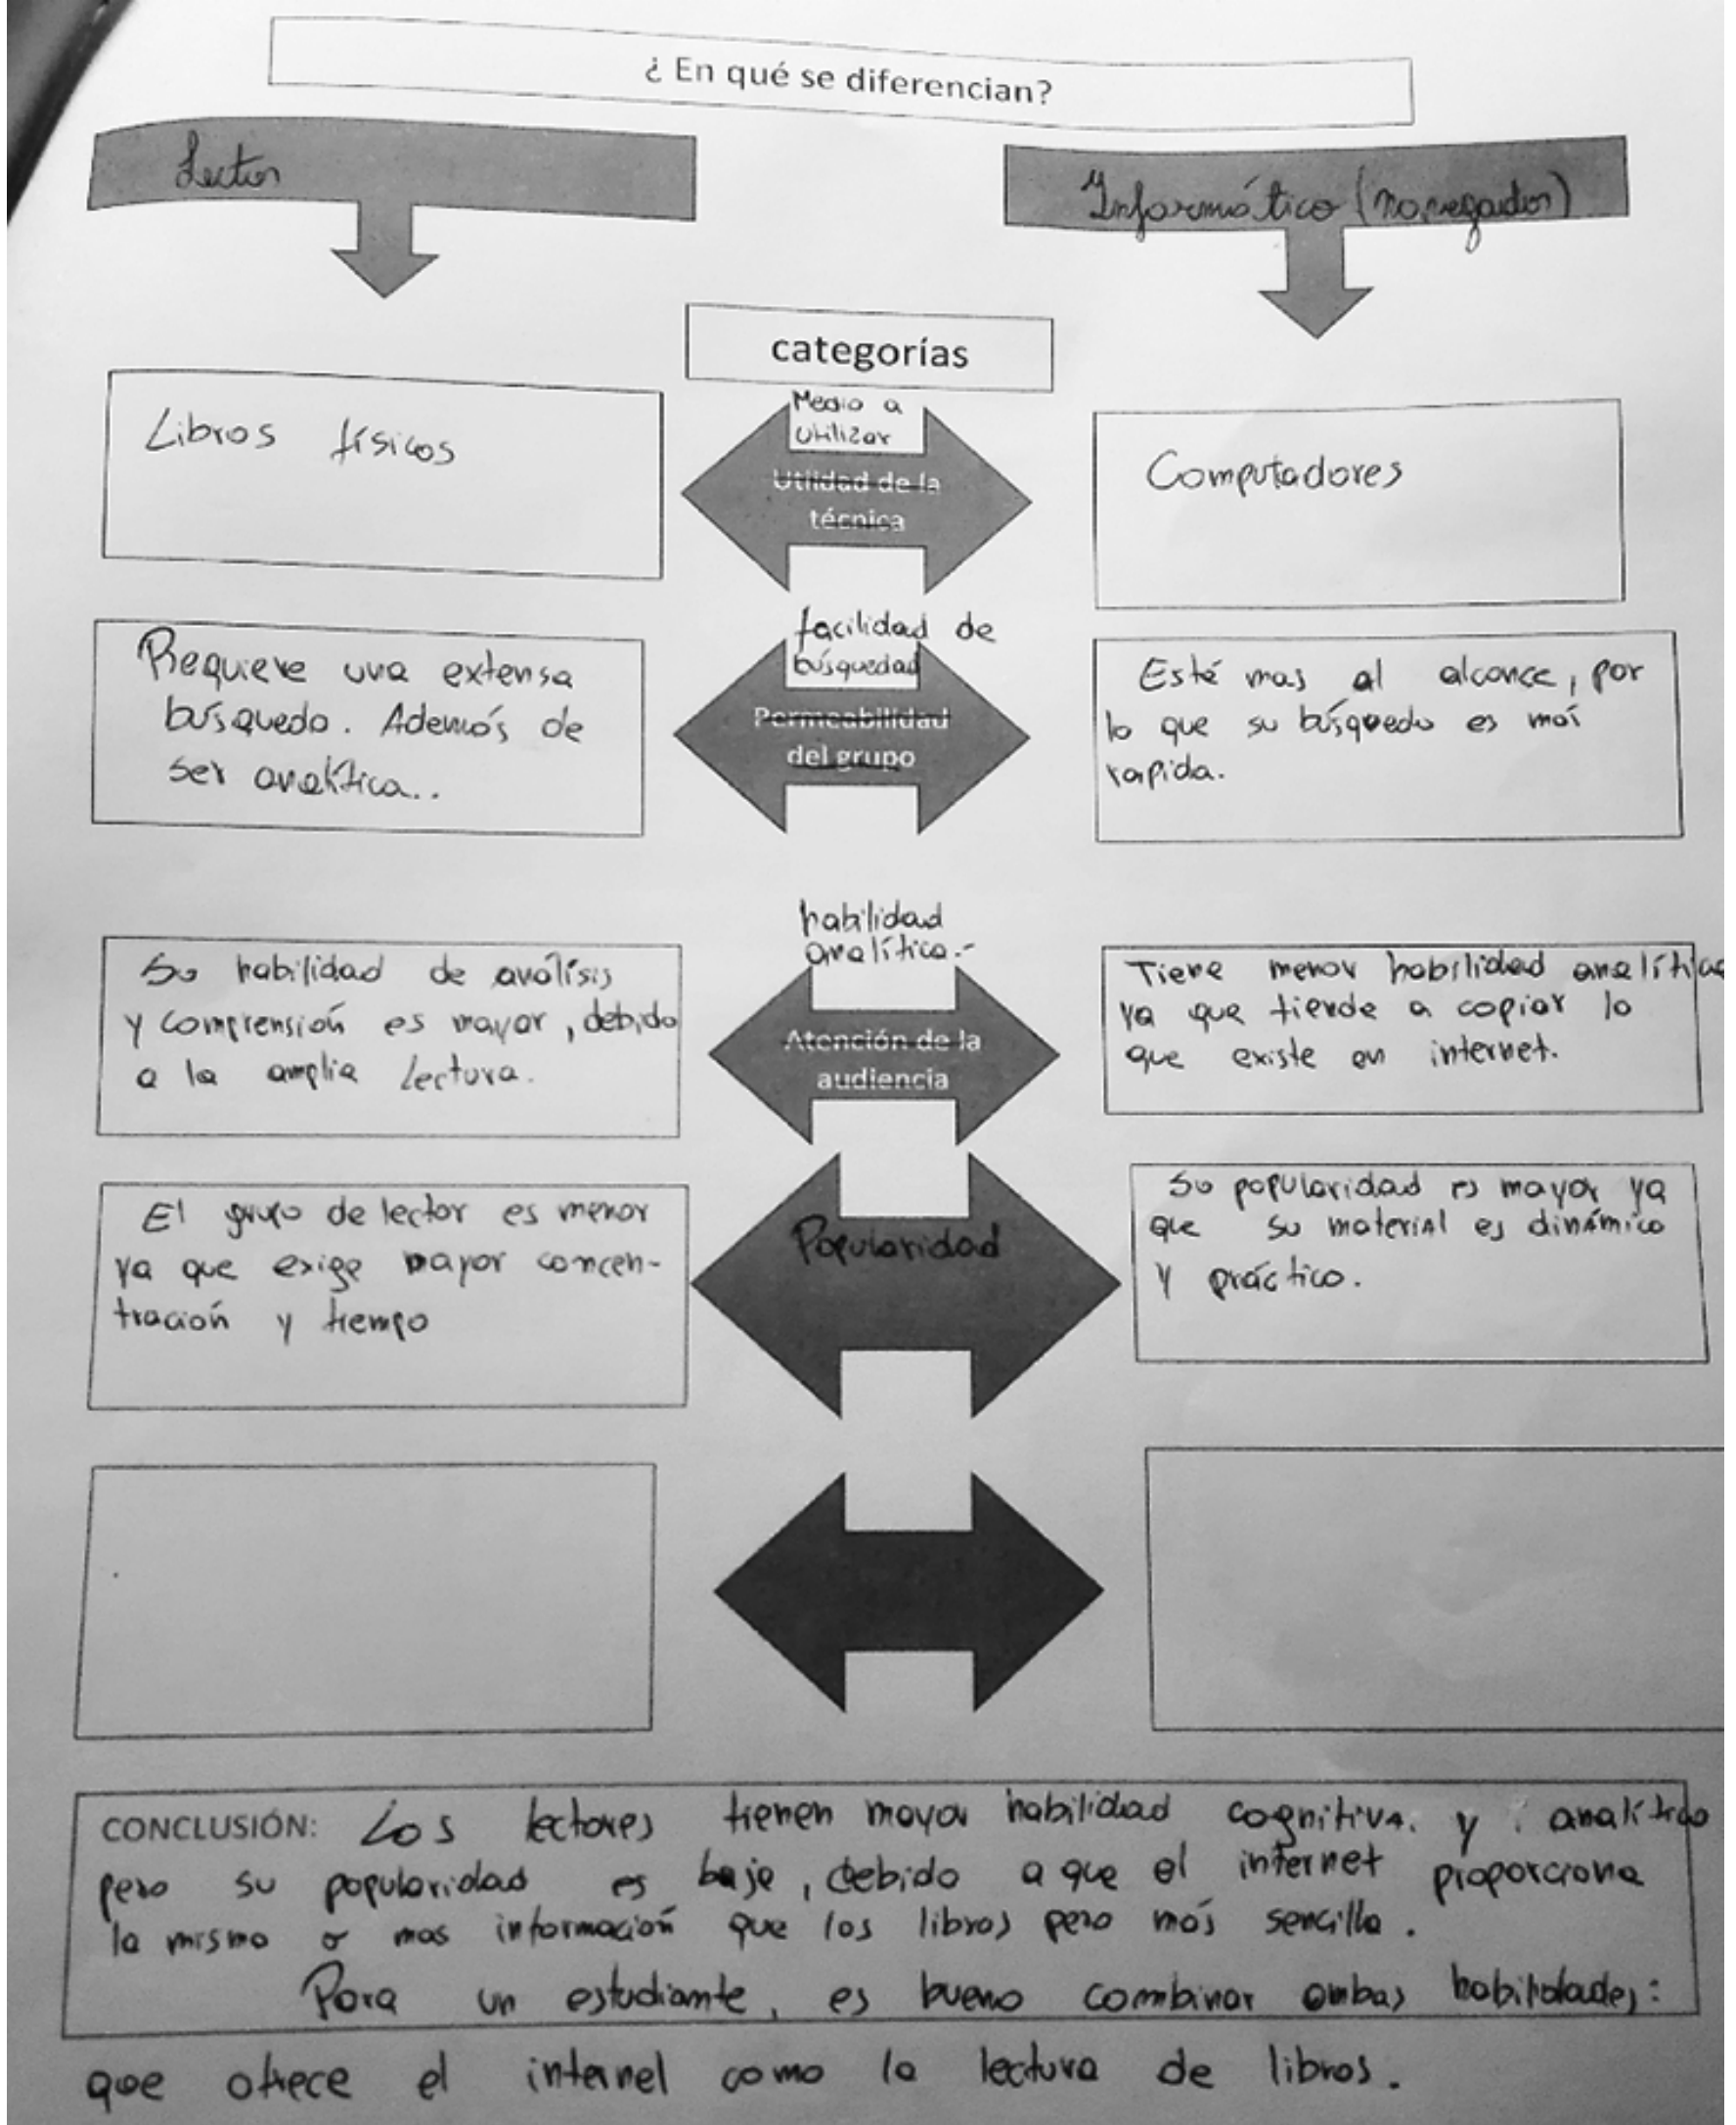 ¿ En qué se diferencian?
Lector
Informático (navegador)
categorías
Libros físicos
Medio a
utilizar
Utilidad de la
técnica
Computadores
Requiere una extensa
búsqueda. Además de
ser analítica..
facilidad de
búsquedad
Permeabilidad
del grupo
Esté mas al alcance, por
lo que su búsqueda es más
rapida.
Su habilidad de análisis
y comprensión es mayor, debido
a la amplia lectura.
habilidad
analítica.-
Atención de la
audiencia
Tiene menor habilidad analítica
ya que tiende a copiar lo
que existe en internet.
El grupo de lector es menor
ya que exige mayor concen-
tración y tiempo
Popularidad
Su popularidad es mayor ya
que su material es dinámico
y práctico.
CONCLUSIÓN: Los lectores tienen mayor habilidad cognitiva. y analítica
pero su popularidad es baja, debido a que el internet proporciona
la misma o mas información que los libros pero más sencilla.
Para un estudiante, es bueno combinar ambas habilidades:
que ofrece el internet como la lectura de libros.